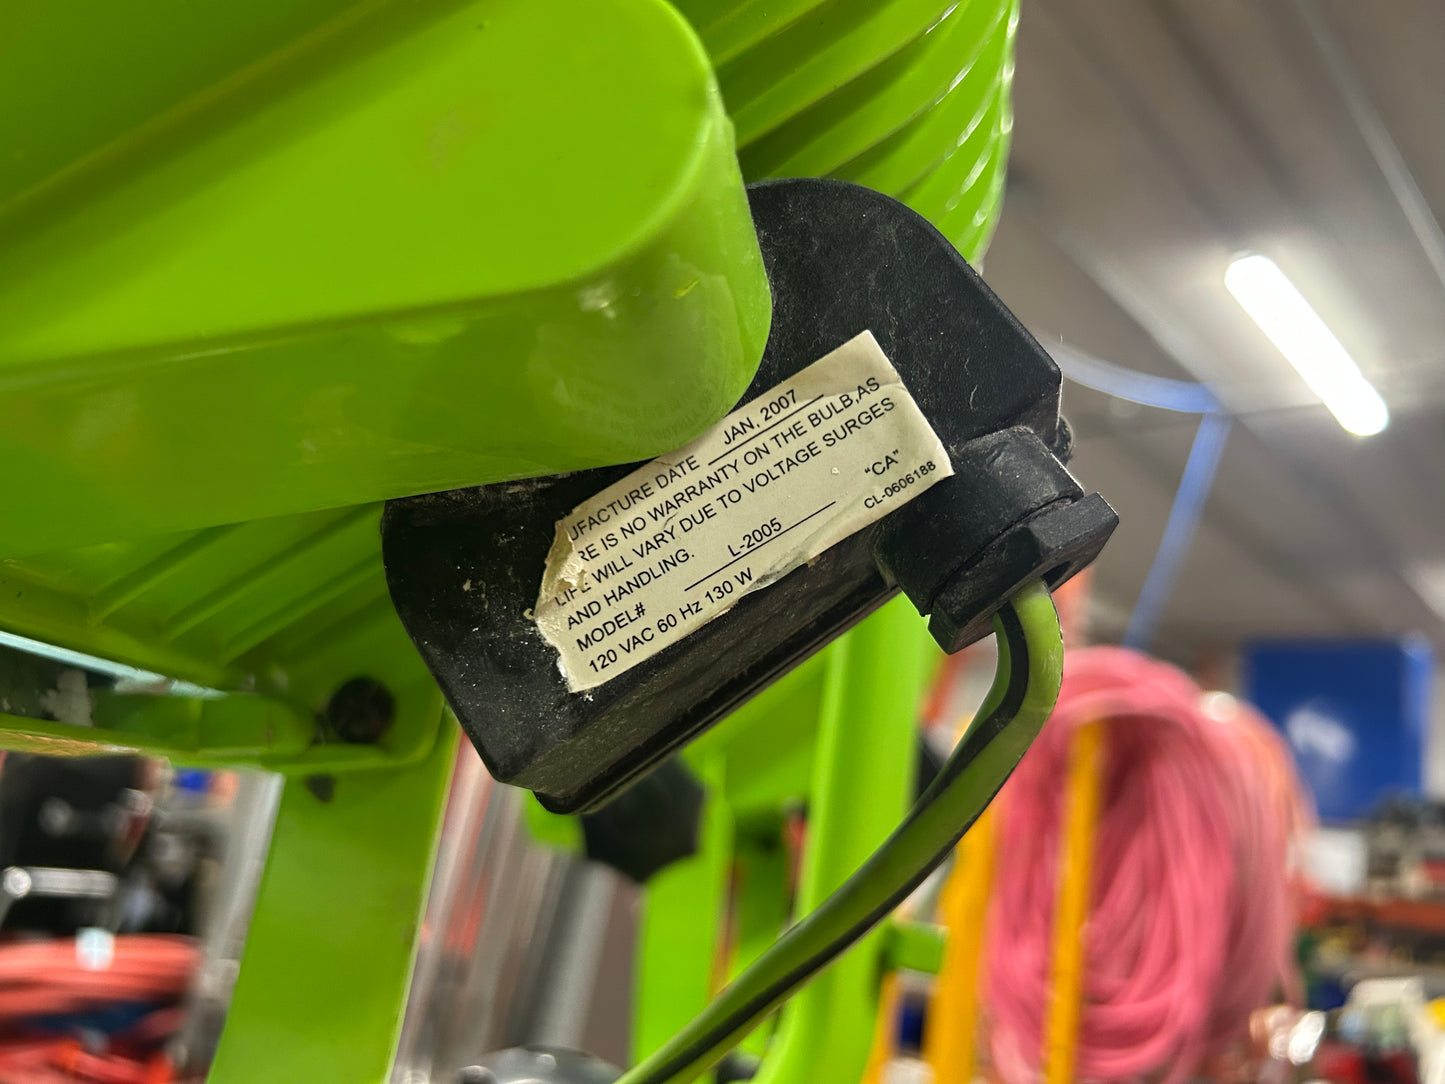 UFACTURE DATE JAN, 2007
RE IS NO WARRANTY ON THE BULB,AS
LIFE WILL VARY DUE TO VOLTAGE SURGES
AND HANDLING. "CA"
MODEL# L-2005 CL-0606188
120 VAC 60 Hz 130 W